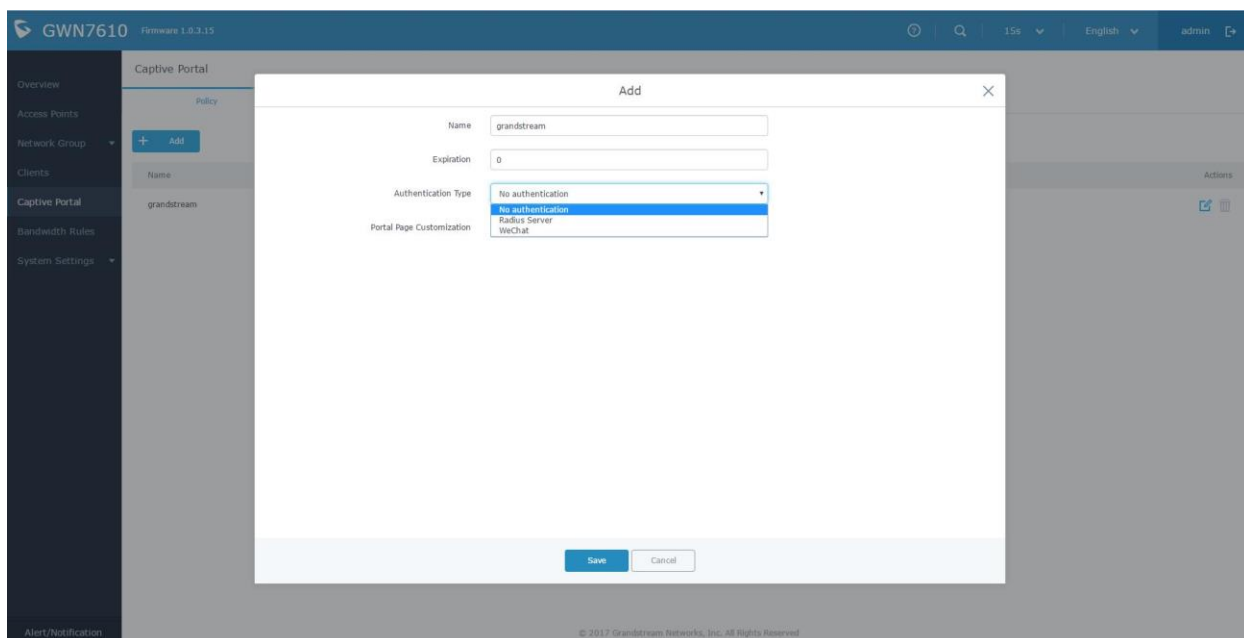 GWN7610 Firmware 1.0.3.15 15s English admin
Overview
Access Points
Network Group
Clients
Captive Portal
Bandwidth Rules
System Settings
Alert/Notification
Captive Portal
Policy
+ Add
Name Actions
grandstream
Add
Name grandstream
Expiration 0
Authentication Type No authentication
No authentication
Radius Server
WeChat
Portal Page Customization
Save Cancel
© 2017 Grandstream Networks, Inc. All Rights Reserved